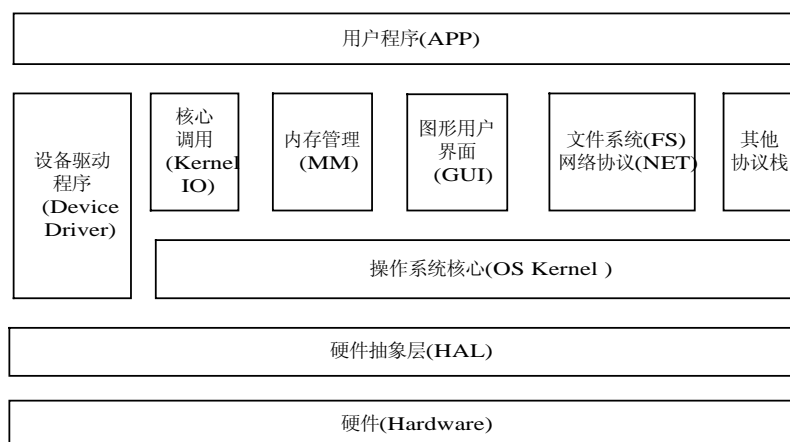 用户程序(APP)
设备驱动
程序
(Device
Driver)
核心
调用
(Kernel
IO)
内存管理
(MM)
图形用户
界面
(GUI)
文件系统(FS)
网络协议(NET)
其他
协议栈
操作系统核心(OS Kernel )
硬件抽象层(HAL)
硬件(Hardware)